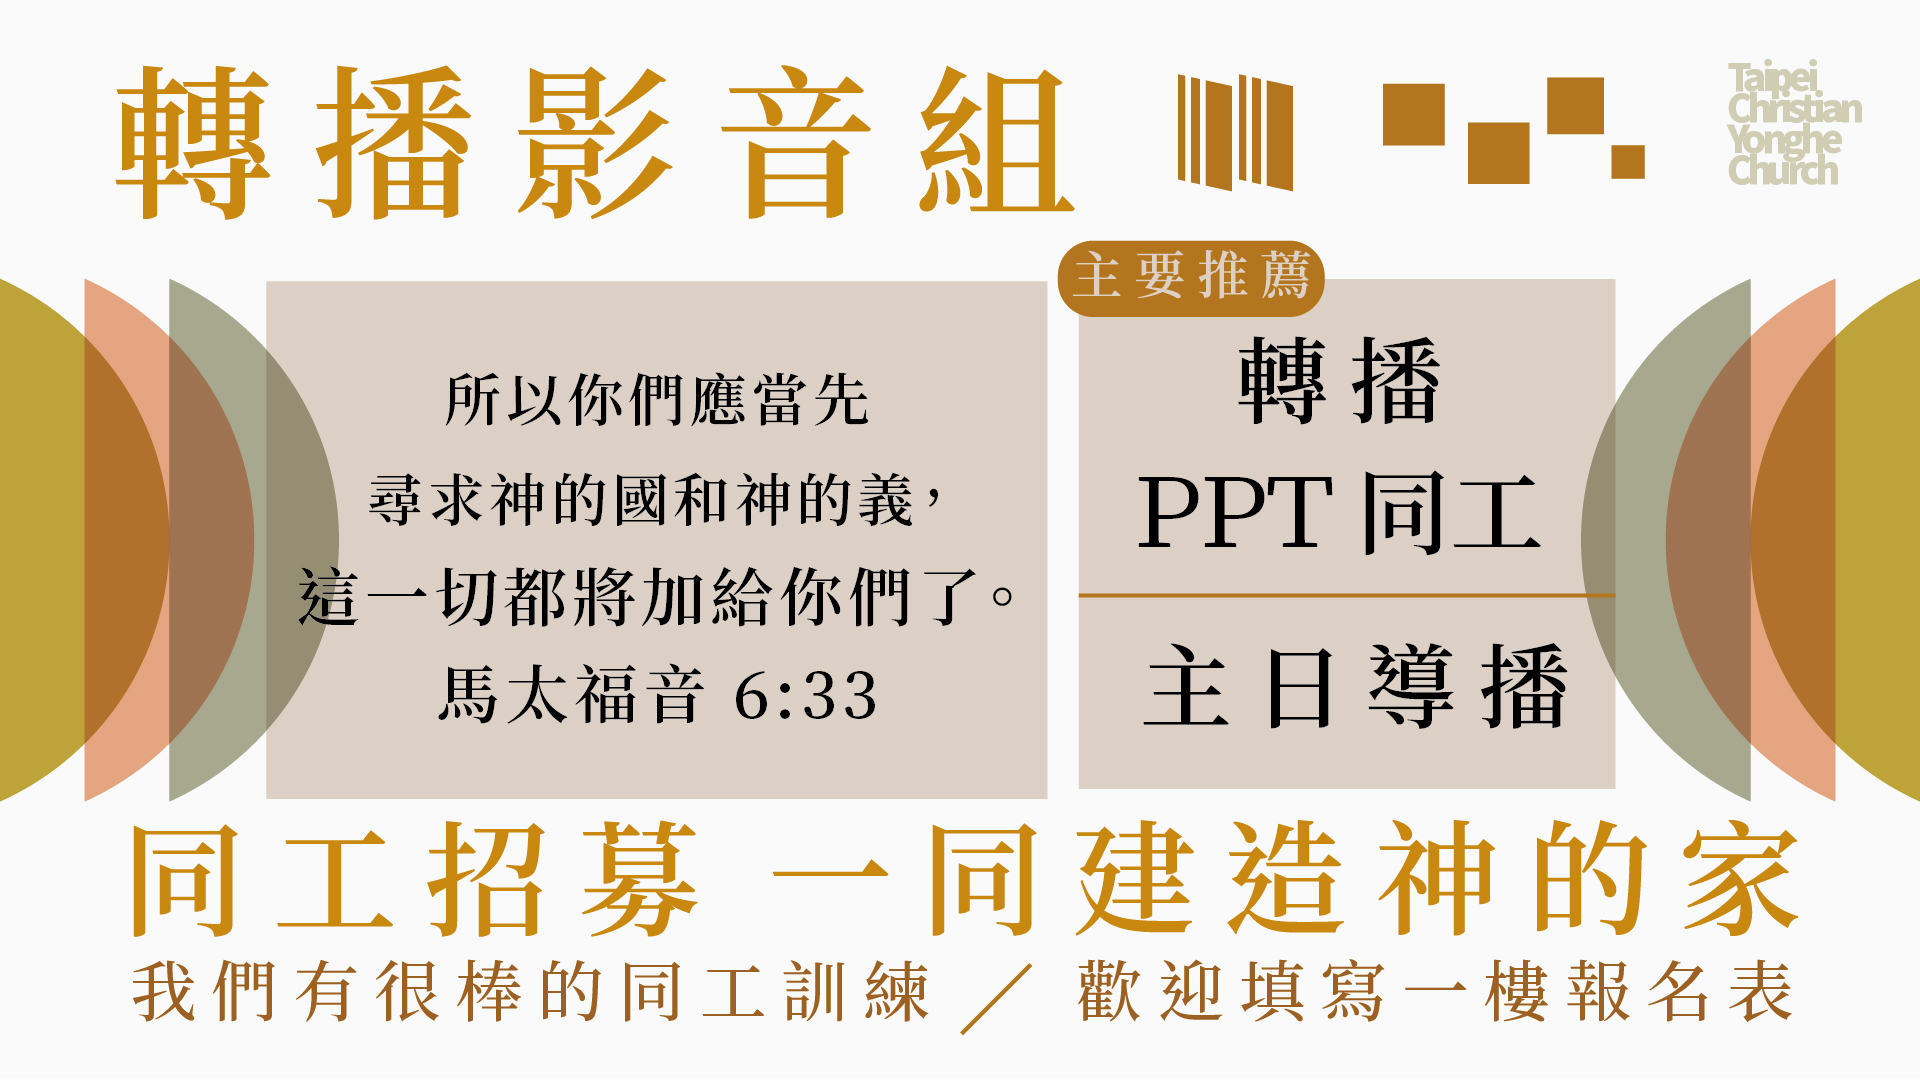 轉播影音組
Taipei
Christian
Yonghe
Church
所以你們應當先
尋求神的國和神的義，
這一切都將加給你們了。
馬太福音 6:33
主要推薦
轉播
PPT 同工
主日導播
同工招募 一同建造神的家
我們有很棒的同工訓練／歡迎填寫一樓報名表